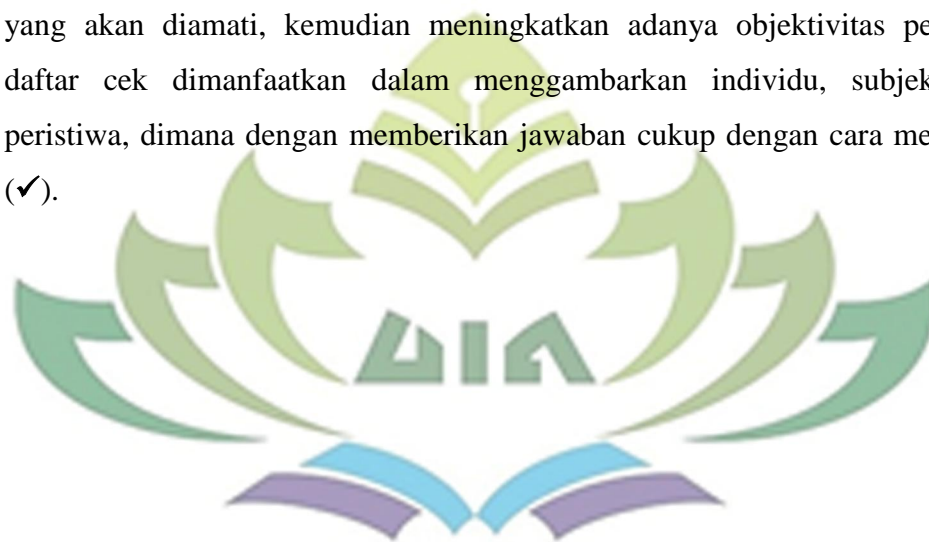 yang akan diamati, kemudian meningkatkan adanya objektivitas pe
daftar cek dimanfaatkan dalam menggambarkan individu, subjek
peristiwa, dimana dengan memberikan jawaban cukup dengan cara me
(✔).
UIN